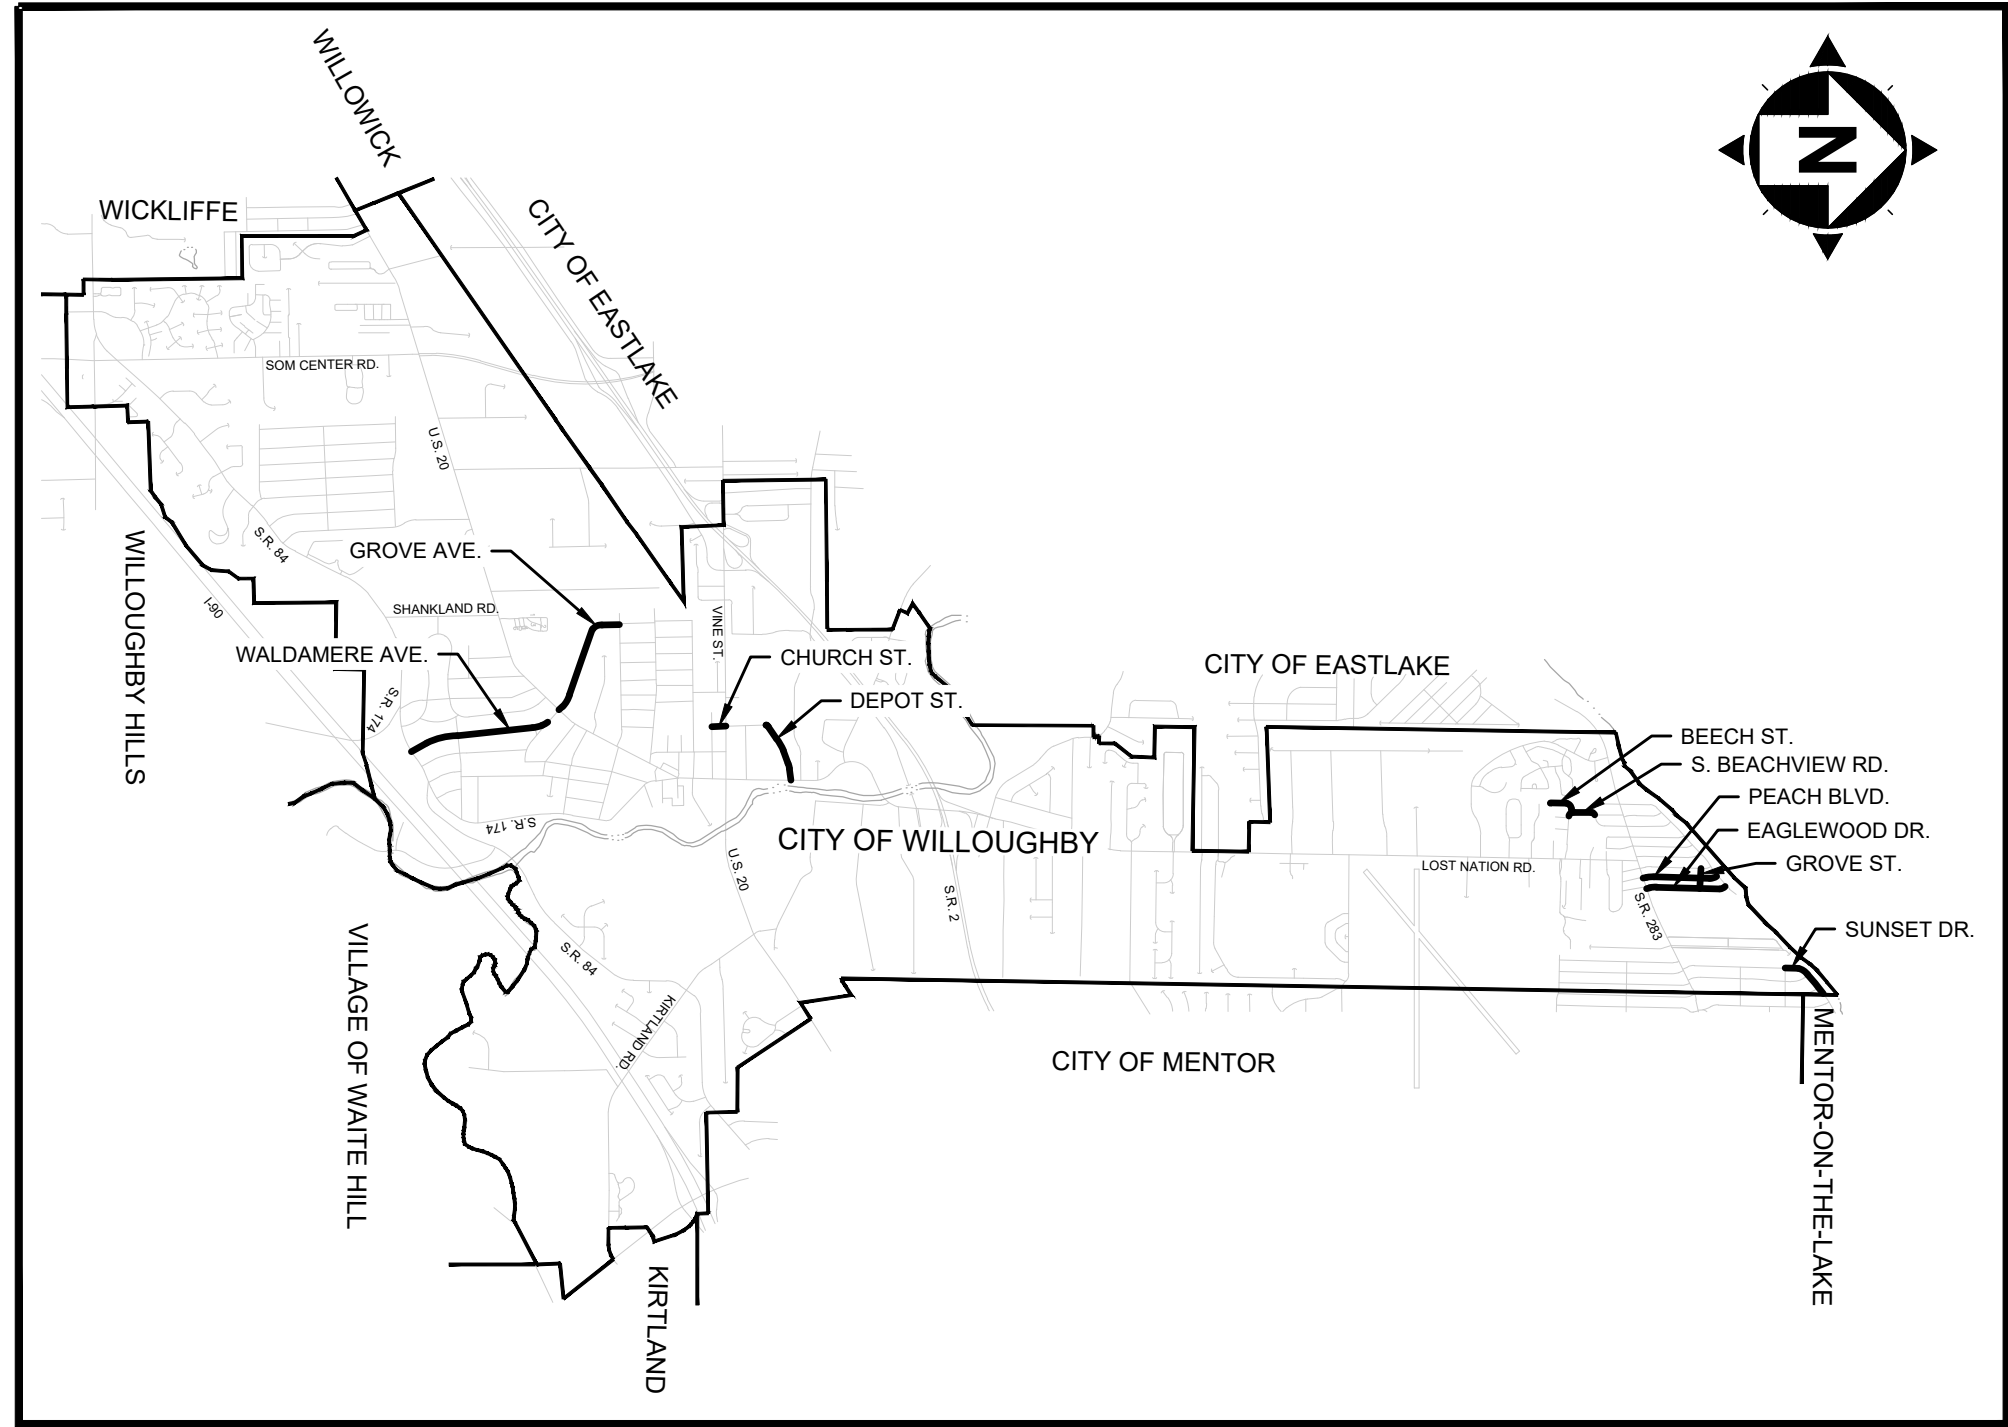 WILLOWICK
N
WICKLIFFE
CITY OF EASTLAKE
SOM CENTER RD.
U.S. 20
WILLOUGHBY HILLS
S.R. 84
GROVE AVE.
I-90
SHANKLAND RD.
VINE ST.
WALDAMERE AVE.
CHURCH ST.
CITY OF EASTLAKE
S.R. 174
DEPOT ST.
BEECH ST.
S. BEACHVIEW RD.
PEACH BLVD.
S.R. 174
EAGLEWOOD DR.
CITY OF WILLOUGHBY
U.S. 20
LOST NATION RD.
GROVE ST.
S.R. 2
S.R. 283
SUNSET DR.
VILLAGE OF WAITE HILL
S.R. 84
KIRTLAND RD.
CITY OF MENTOR
MENTOR-ON-THE-LAKE
KIRTLAND